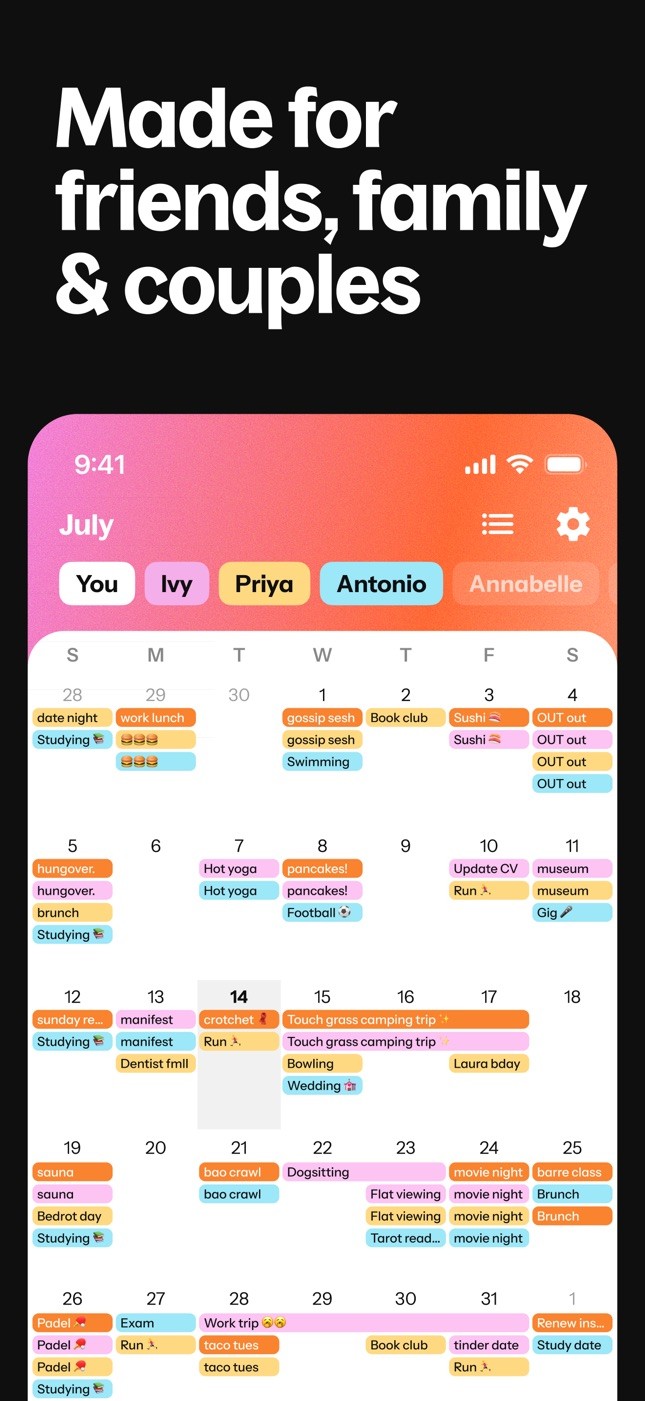 Made for
friends, family
& couples
9:41
July
You Ivy Priya Antonio Annabelle
S M T W T F S
28 29 30 1 2 3 4
date night work lunch gossip sesh Book club Sushi 🍣 OUT out
Studying 📚 🍔🍔🍔 gossip sesh Sushi 🍣 OUT out
🍔🍔🍔 Swimming OUT out
OUT out
5 6 7 8 9 10 11
hungover. Hot yoga pancakes! Update CV museum
hungover. Hot yoga pancakes! Run 🏃 museum
brunch Football ⚽ Gig 🎤
Studying 📚
12 13 14 15 16 17 18
sunday re... manifest crotchet 🧣 Touch grass camping trip ✨
Studying 📚 manifest Run 🏃 Touch grass camping trip ✨
Dentist fmll Bowling Laura bday
Wedding 💒
19 20 21 22 23 24 25
sauna bao crawl Dogsitting movie night barre class
sauna bao crawl Flat viewing movie night Brunch
Bedrot day Flat viewing movie night Brunch
Studying 📚 Tarot read... movie night
26 27 28 29 30 31 1
Padel 🏓 Exam Work trip 😪😪 Renew ins...
Padel 🏓 Run 🏃 taco tues Book club tinder date Study date
Padel 🏓 taco tues Run 🏃
Studying 📚